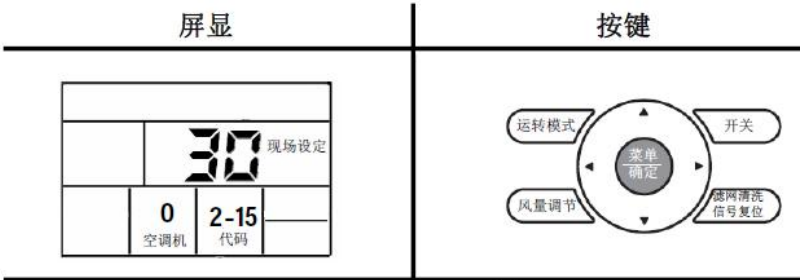 屏显
按键
30 现场设定
0 2-15
空调机 代码
运转模式 开关
菜单
确定
风量调节
滤网清洗
信号复位